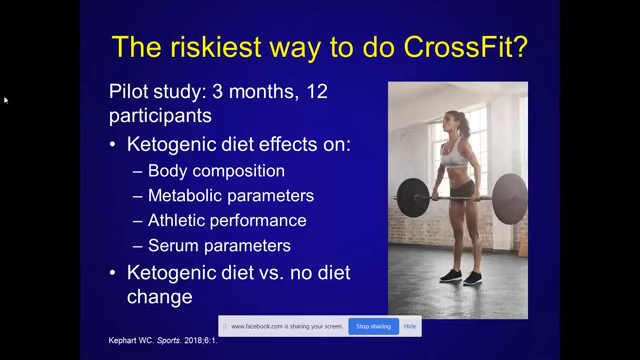 The riskiest way to do CrossFit?
Pilot study: 3 months, 12
participants
• Ketogenic diet effects on:
– Body composition
– Metabolic parameters
– Athletic performance
– Serum parameters
• Ketogenic diet vs. no diet
change
www.facebook.com is sharing your screen.
Stop sharing
Hide
Kephart WC. Sports. 2018;6:1.